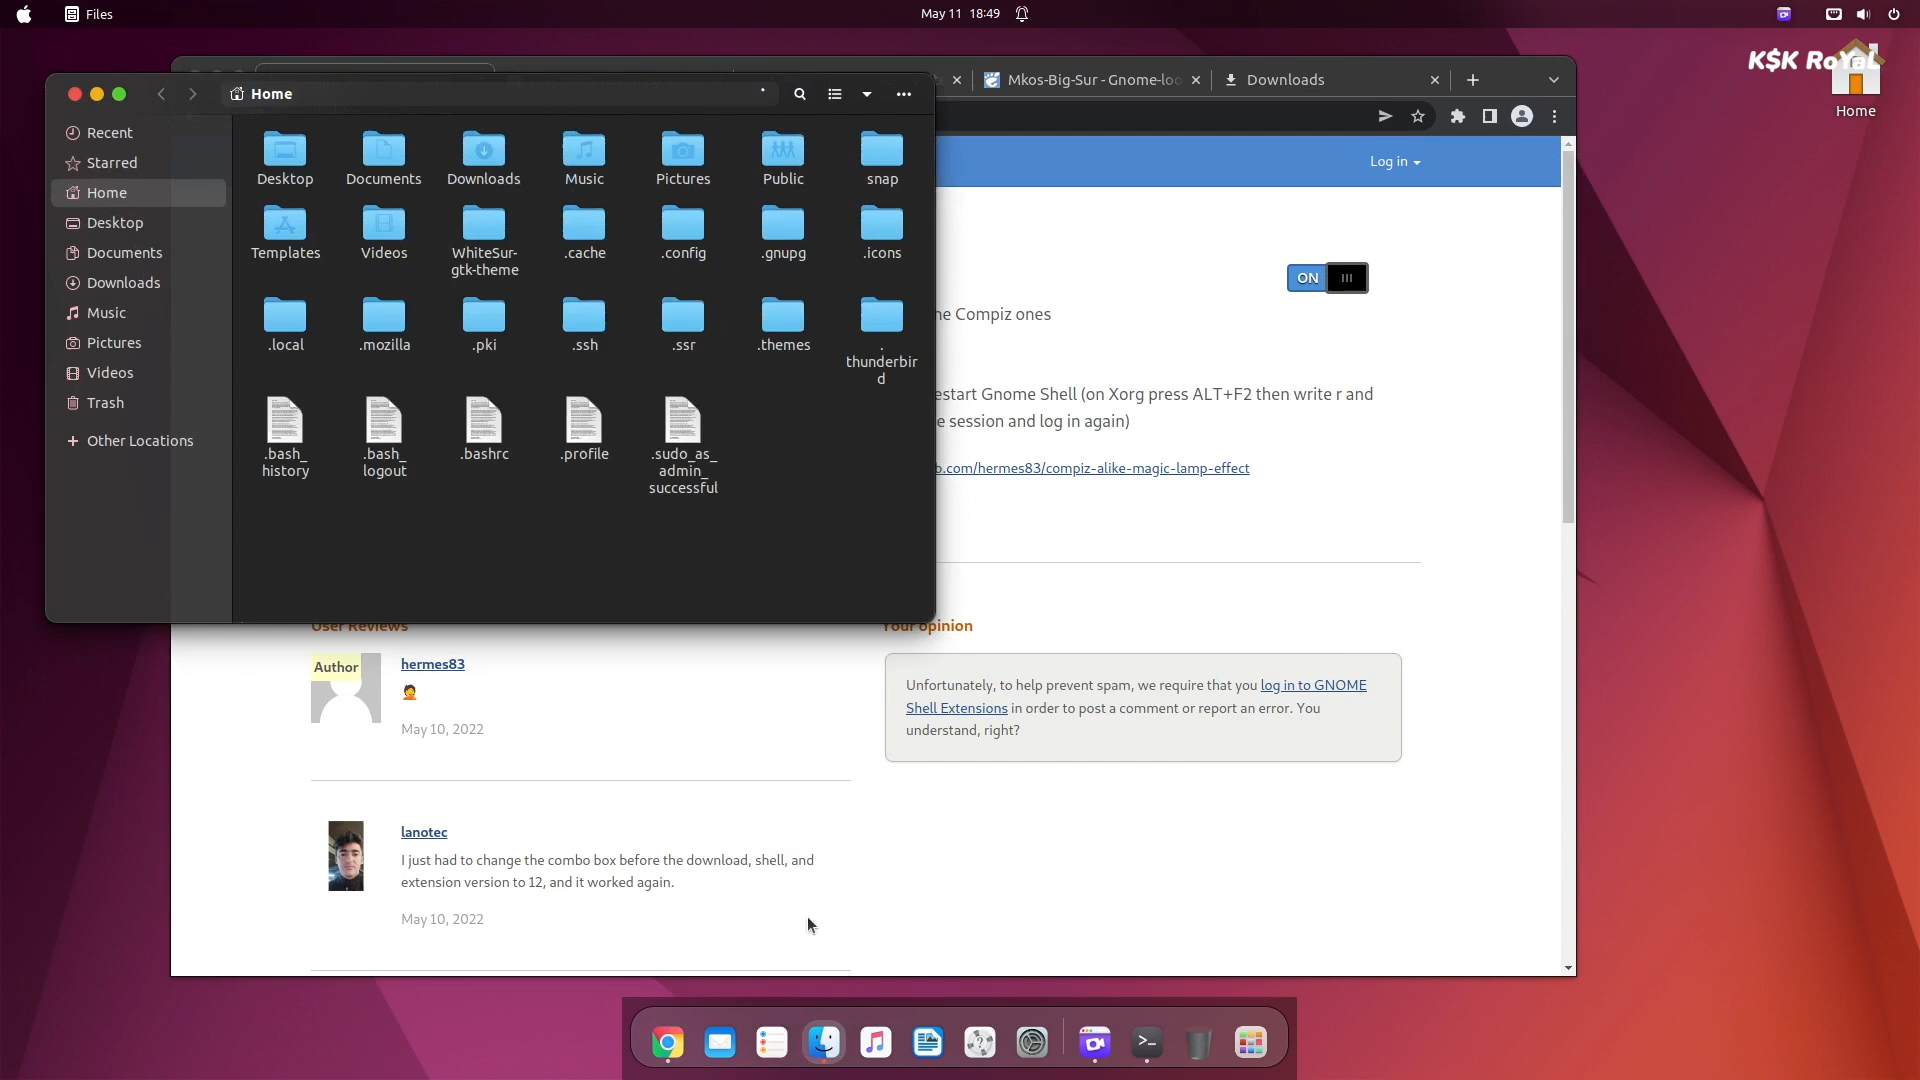 Files
May 11 18:49
K$K RoYaL
Home
Home
Mkos-Big-Sur - Gnome-loo
Downloads
Recent
Starred
Home
Desktop
Documents
Downloads
Music
Pictures
Videos
Trash
Other Locations
Desktop
Documents
Downloads
Music
Pictures
Public
snap
Templates
Videos
WhiteSur-
gtk-theme
.cache
.config
.gnupg
.icons
.local
.mozilla
.pki
.ssh
.ssr
.themes
.
thunderbir
d
.bash_
history
.bash_
logout
.bashrc
.profile
.sudo_as_
admin_
successful
Log in
ON
he Compiz ones
estart Gnome Shell (on Xorg press ALT+F2 then write r and
e session and log in again)
b.com/hermes83/compiz-alike-magic-lamp-effect
User Reviews
Your opinion
Author
hermes83
May 10, 2022
Unfortunately, to help prevent spam, we require that you log in to GNOME
Shell Extensions in order to post a comment or report an error. You
understand, right?
lanotec
I just had to change the combo box before the download, shell, and
extension version to 12, and it worked again.
May 10, 2022